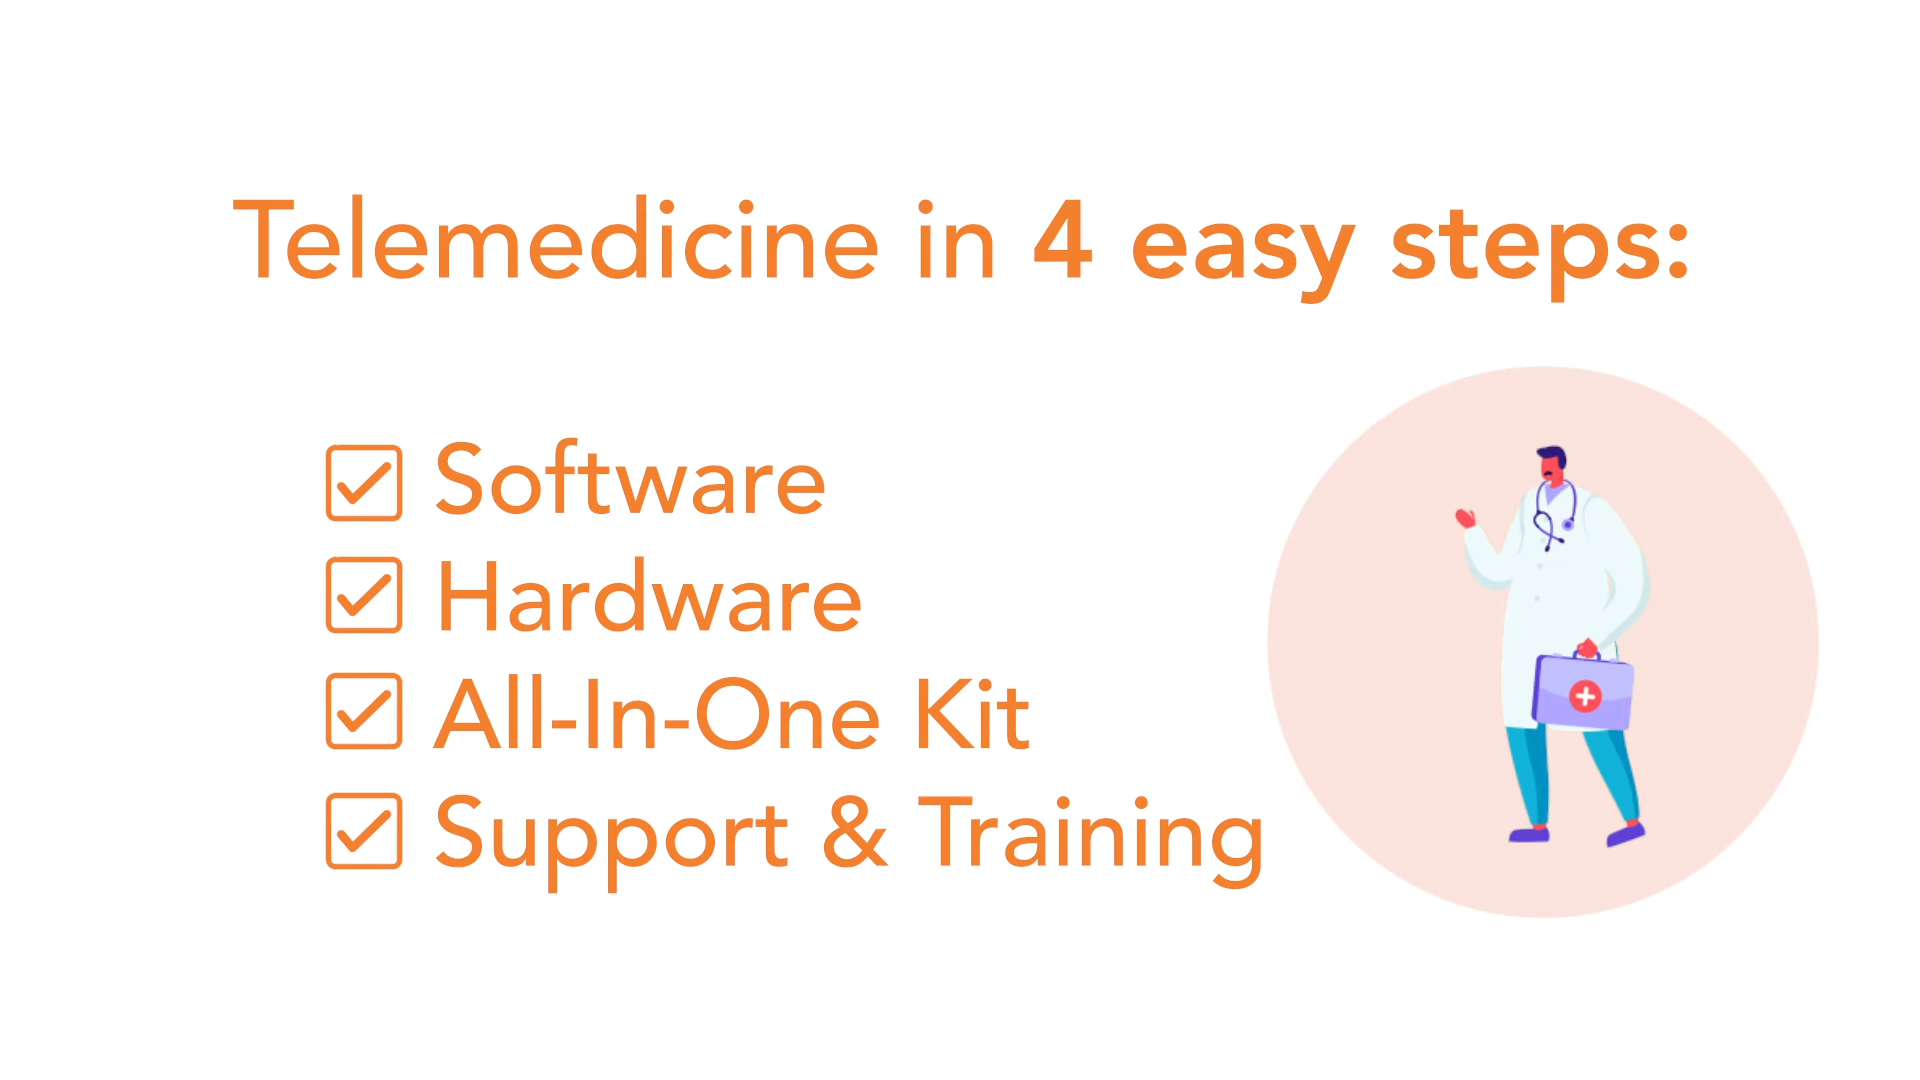 Telemedicine in 4 easy steps:
Software
Hardware
All-In-One Kit
Support & Training